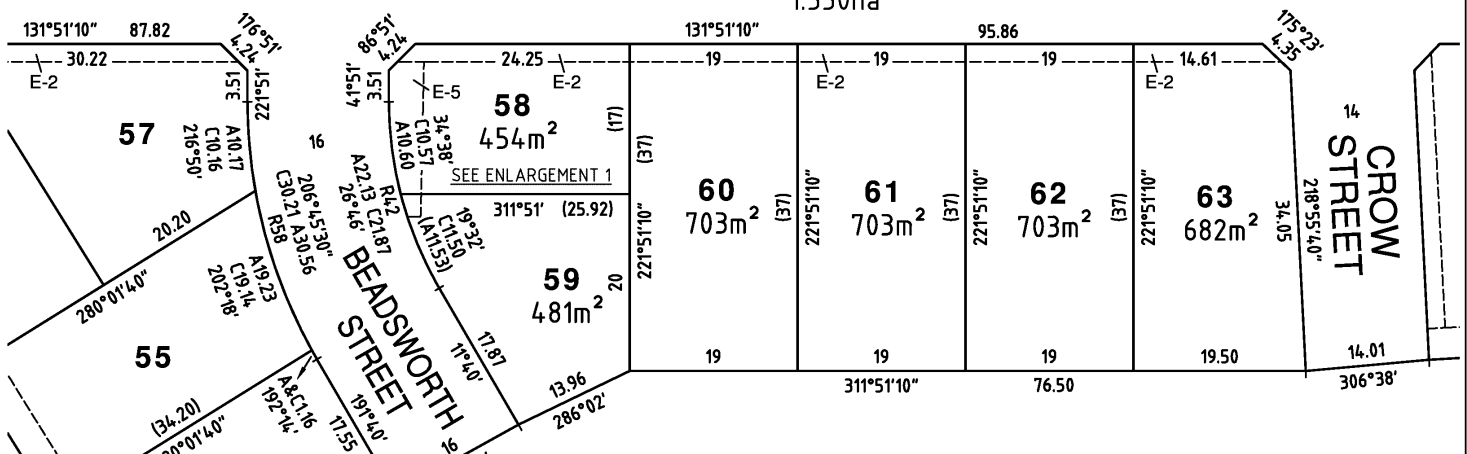 131°51'10" 87.82
176°51'
4.24
86°51'
4.24
131°51'10" 95.86
175°23'
4.35
30.22
E-2
3.51
221°51'
41°51'
3.51
24.25
E-2
E-5
19
19
E-2
19
14.61
E-2
57
A10.17
C10.16
216°50'
16
34°38'
C10.57
A10.60
58
454m²
(17)
(37)
SEE ENLARGEMENT 1
311°51' (25.92)
206°45'30"
C30.21 A30.56
R58
R42
A22.13 C21.87
26°46'
19°32'
C11.50
(A11.53)
221°51'10"
60
703m²
(37)
221°51'10"
61
703m²
(37)
221°51'10"
62
703m²
(37)
221°51'10"
63
682m²
34.05
218°55'40"
14
CROW
STREET
20.20
280°01'40"
A19.23
C19.14
202°18'
BEADSWORTH
STREET
59
481m²
20
17.87
11°40'
13.96
286°02'
19
19
19
19.50
311°51'10" 76.50
14.01
306°38'
55
A&C1.16
192°14'
(34.20)
191°40'
17.55
16